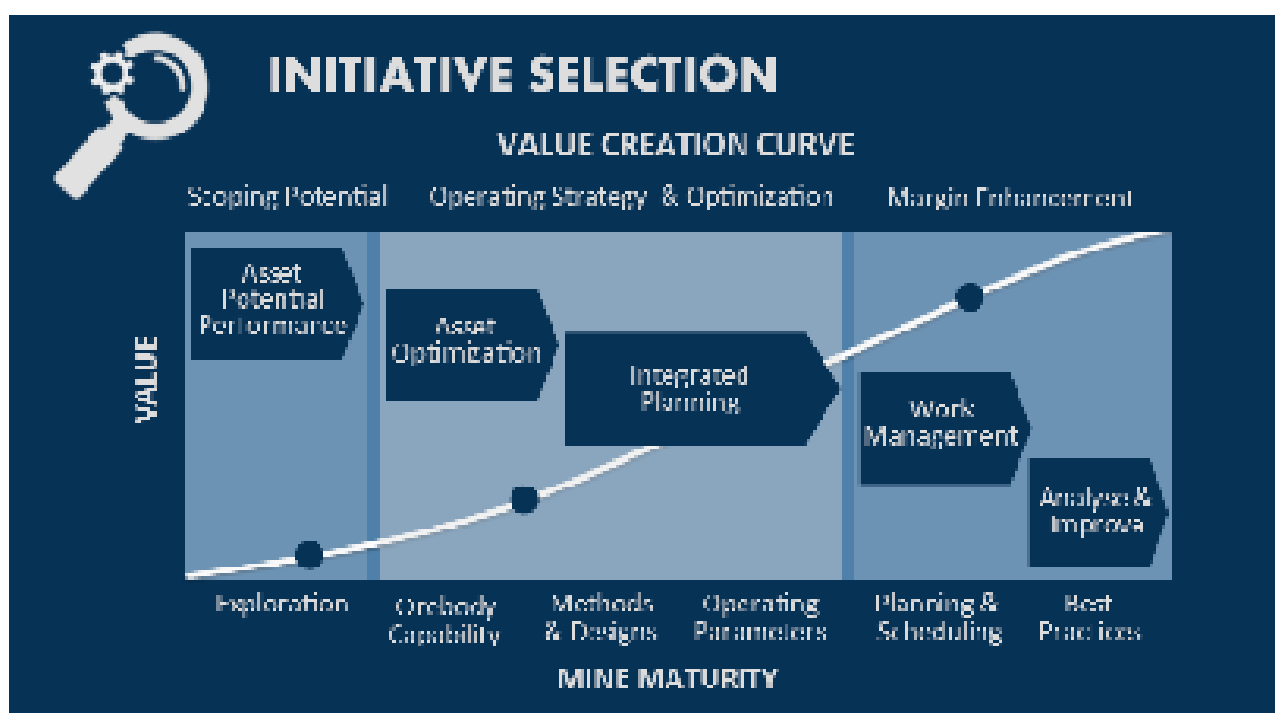 INITIATIVE SELECTION
VALUE CREATION CURVE
Scoping Potential
Operating Strategy & Optimization
Margin Enhancement
Asset
Potential
Performance
Asset
Optimization
Integrated
Planning
Work
Management
Analyse &
Improve
VALUE
Exploration
Orebody
Capability
Methods
& Designs
Operating
Parameters
Planning &
Scheduling
Best
Practices
MINE MATURITY